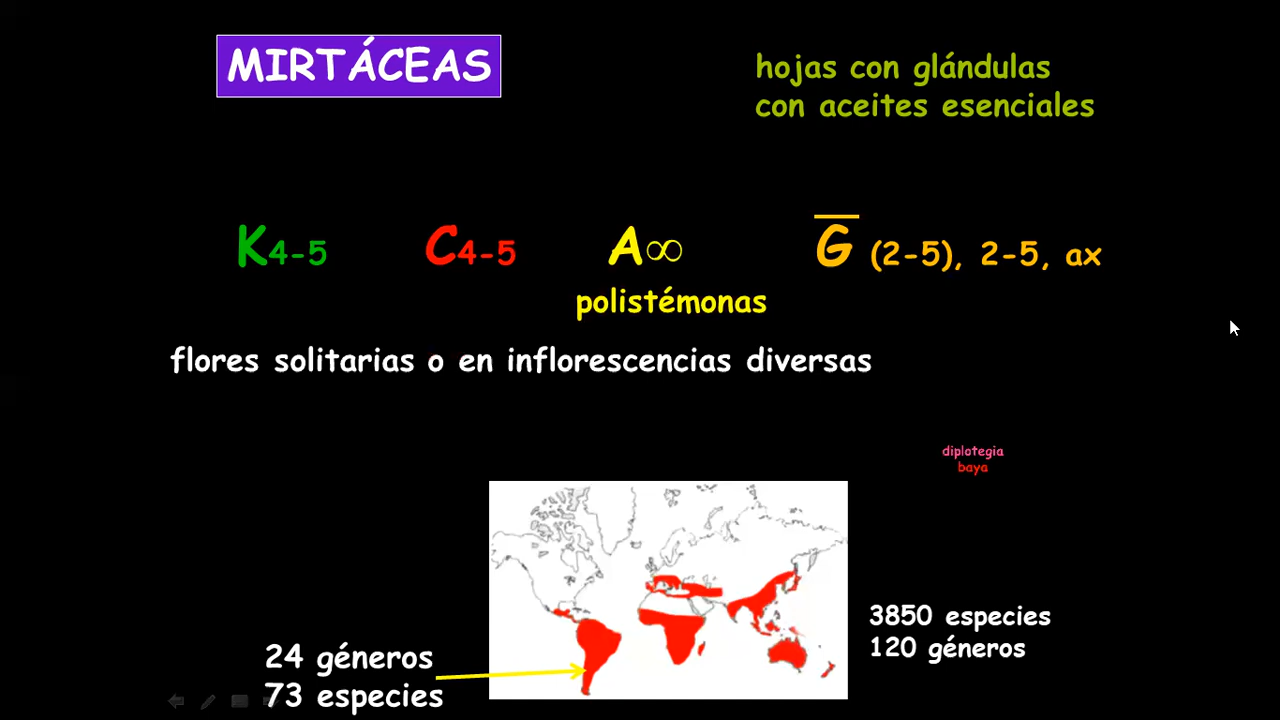 MIRTÁCEAS
hojas con glándulas
con aceites esenciales
K4-5 C4-5 A∞ G̅ (2-5), 2-5, ax
polistémonas
flores solitarias o en inflorescencias diversas
diplotegia
baya
3850 especies
120 géneros
24 géneros
73 especies